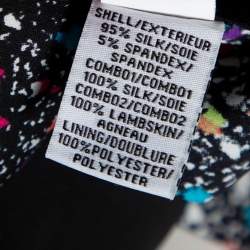 SHELL/EXTERIEUR
95% SILK/SOIE
5% SPANDEX/
SPANDEX
COMBO1/COMBO1
100% SILK/SOIE
COMBO2/COMBO2
100% LAMBSKIN/
AGNEAU
LINING/DOUBLURE
100%POLYESTER/
POLYESTER